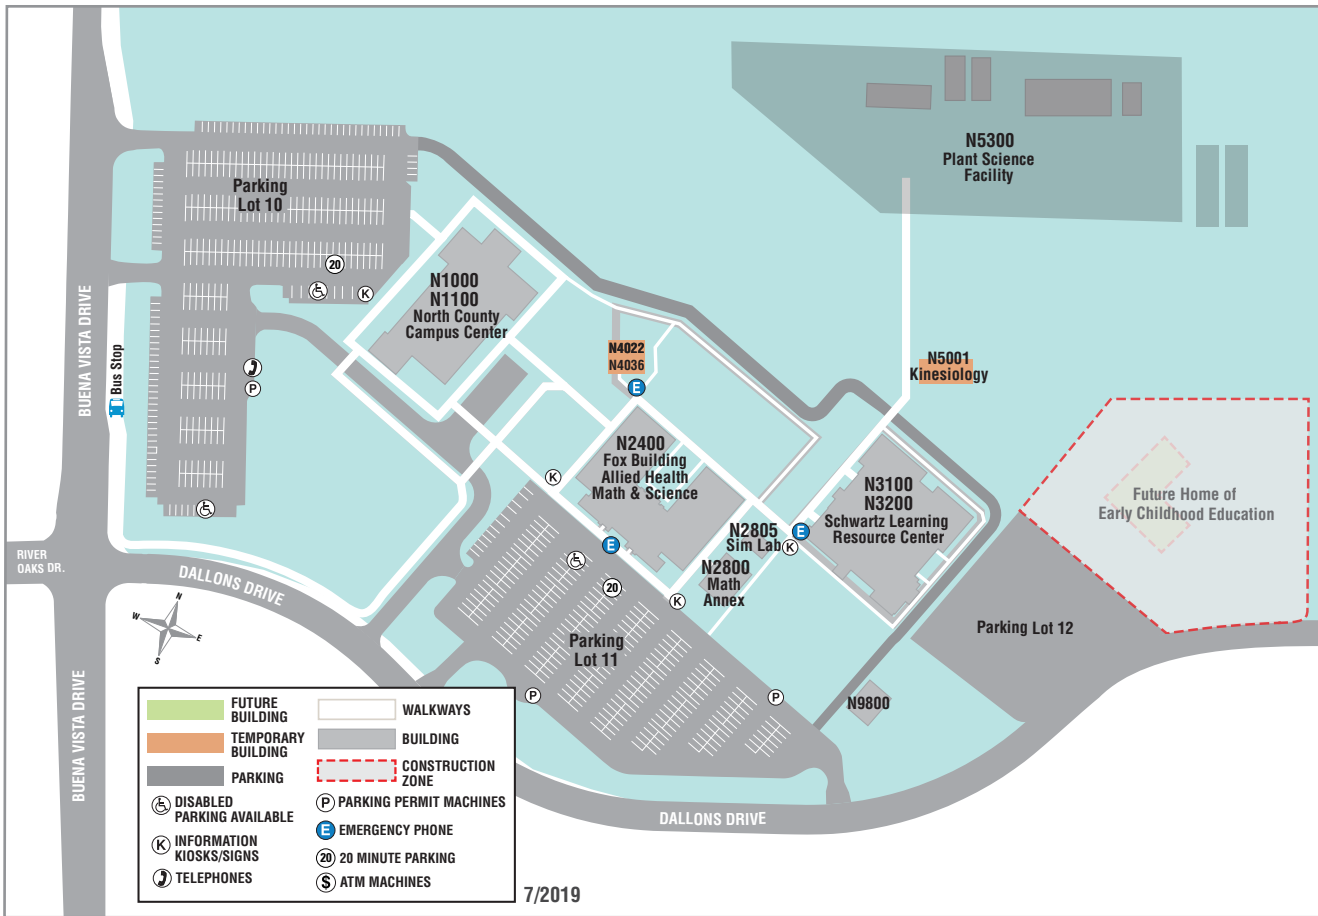 N5300
Plant Science
Facility
Parking
Lot 10
20
K
N1000
N1100
North County
Campus Center
BUENA VISTA DRIVE
Bus Stop
P
N4022
N4036
E
N5001
Kinesiology
N2400
Fox Building
Allied Health
Math & Science
K
N3100
N3200
Schwartz Learning
Resource Center
Future Home of
Early Childhood Education
E
N2805
Sim Lab
E
K
N2800
Math
Annex
RIVER
OAKS DR.
DALLONS DRIVE
20
K
Parking
Lot 11
Parking Lot 12
N
W
E
S
P
P
N9800
BUENA VISTA DRIVE
DALLONS DRIVE
FUTURE
BUILDING
TEMPORARY
BUILDING
PARKING
DISABLED
PARKING AVAILABLE
K INFORMATION
KIOSKS/SIGNS
TELEPHONES
WALKWAYS
BUILDING
CONSTRUCTION
ZONE
P PARKING PERMIT MACHINES
E EMERGENCY PHONE
20 20 MINUTE PARKING
$ ATM MACHINES
7/2019